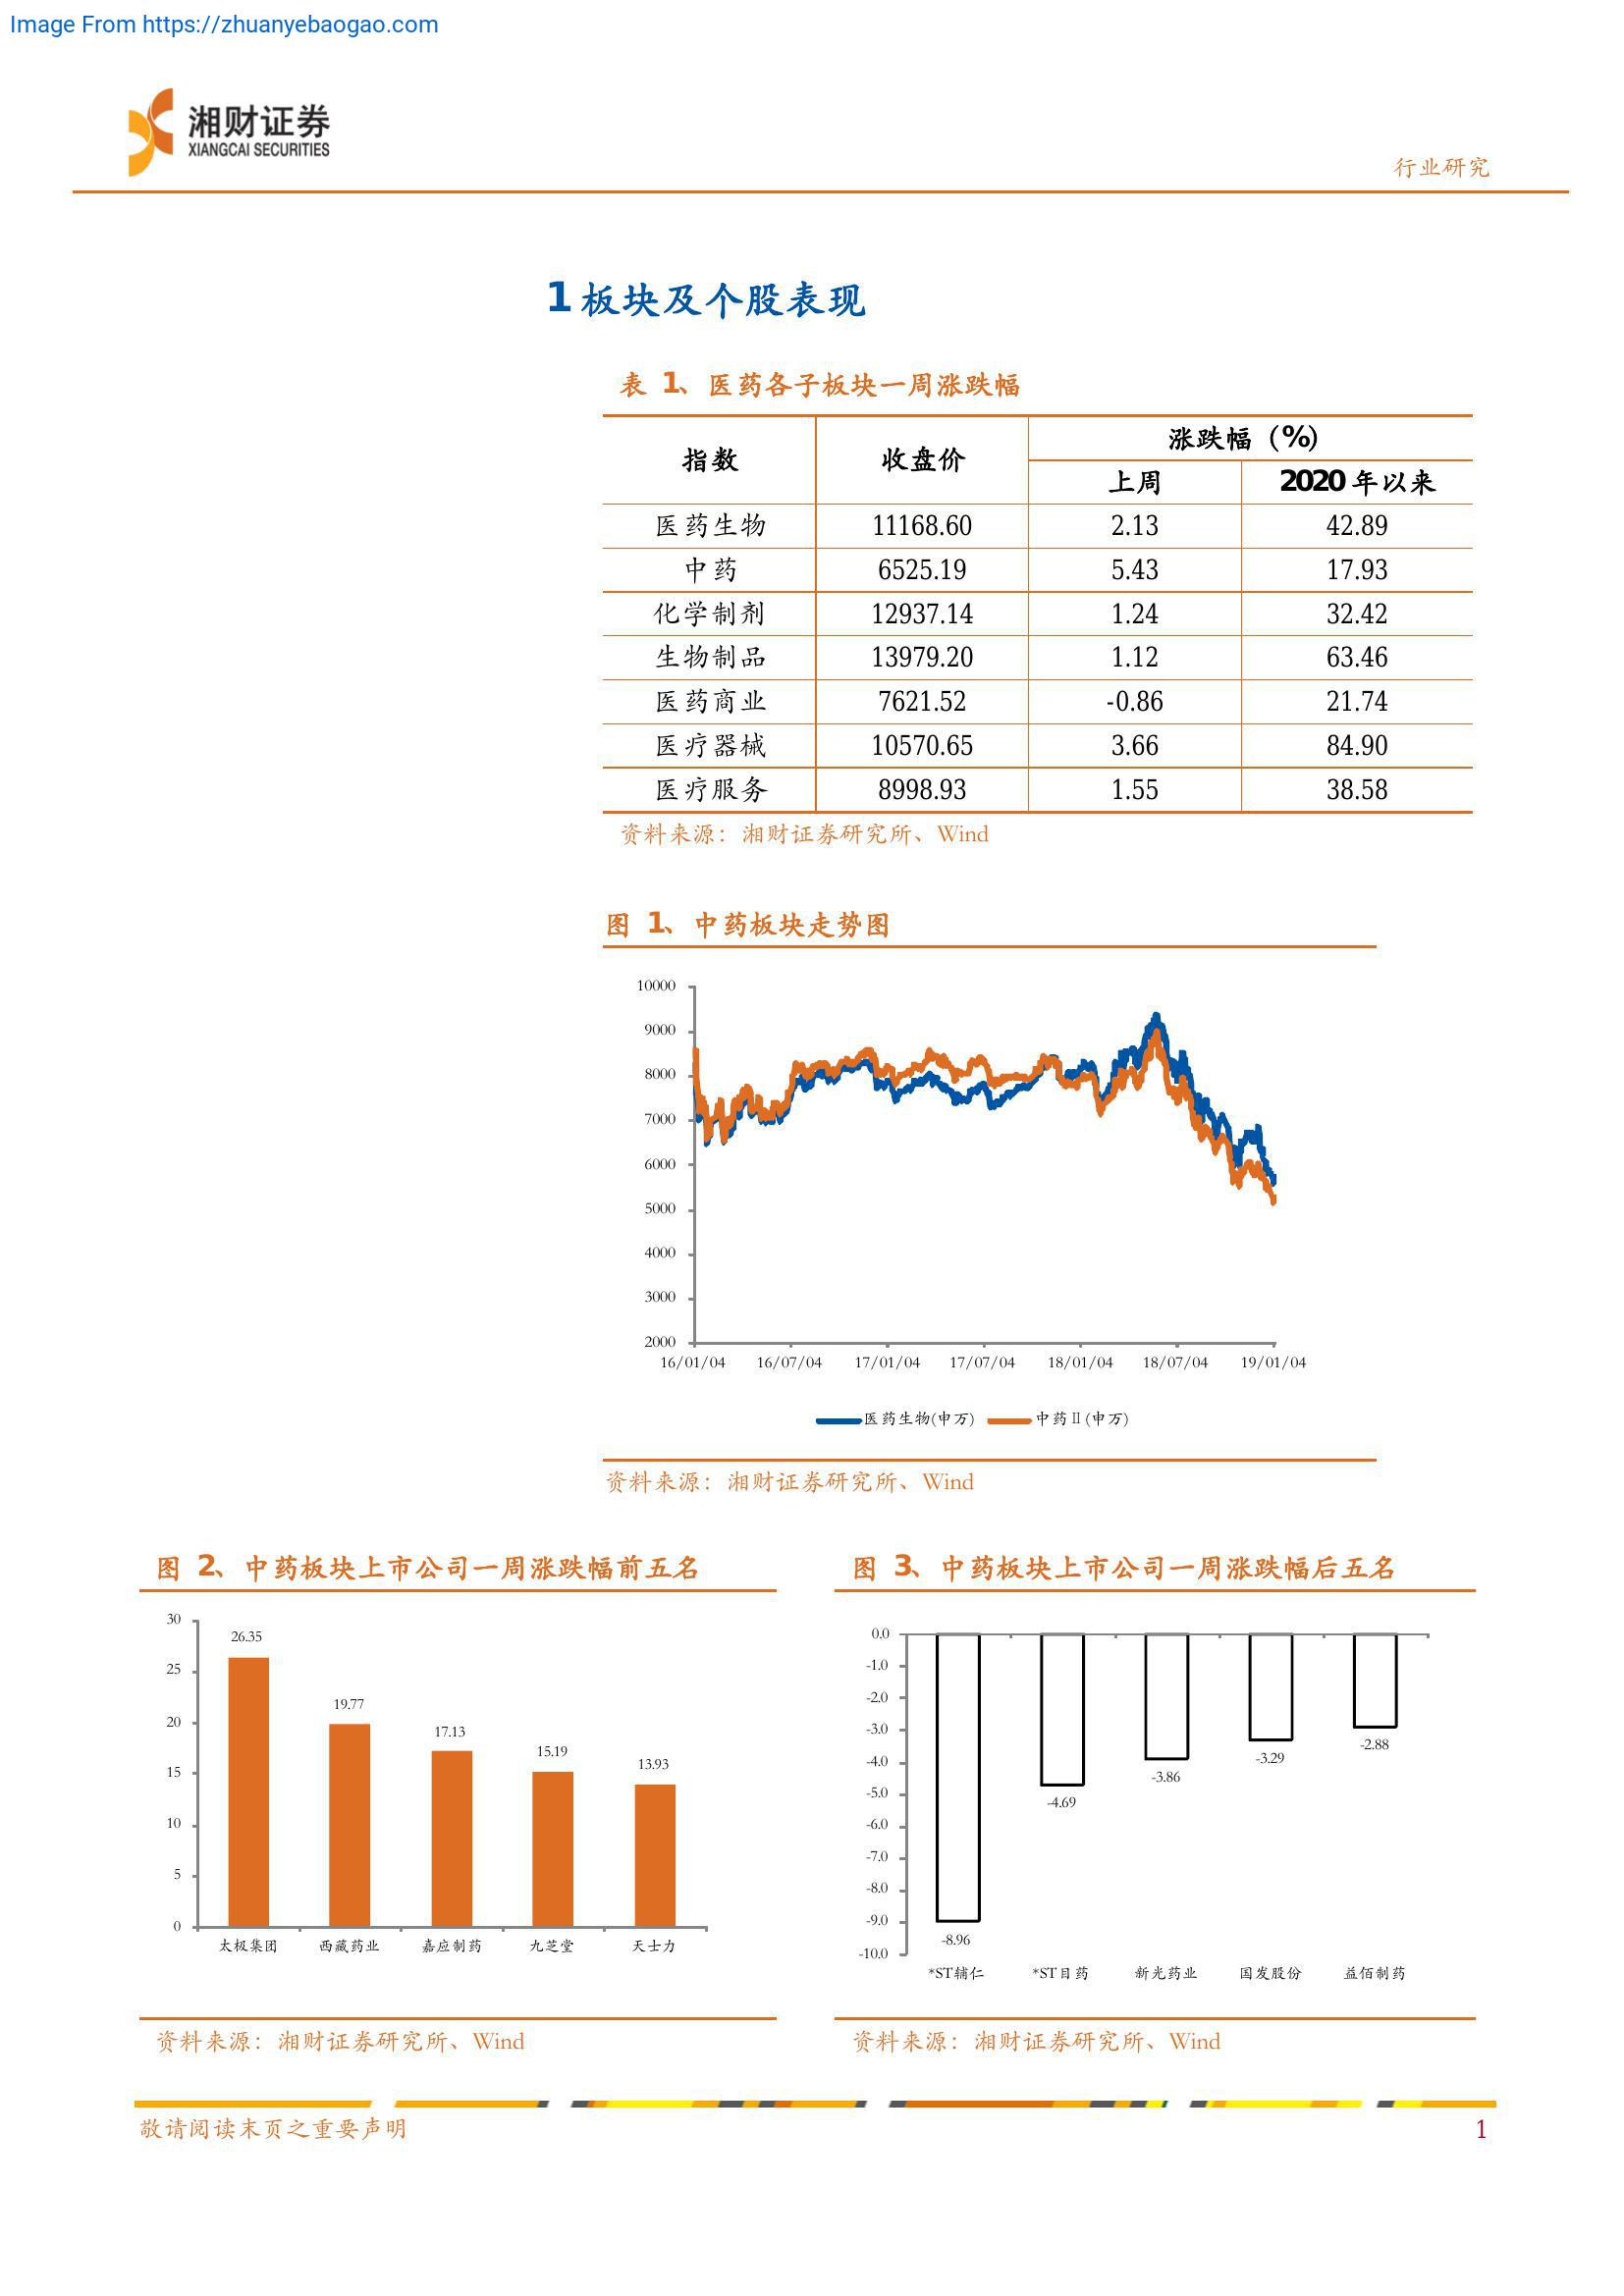 Image From https://zhuanyebaogao.com
湘财证券
XIANGCAI SECURITIES
行业研究
1 板块及个股表现
表 1、医药各子板块一周涨跌幅
指数 收盘价 涨跌幅（%）
上周 2020 年以来
医药生物 11168.60 2.13 42.89
中药 6525.19 5.43 17.93
化学制剂 12937.14 1.24 32.42
生物制品 13979.20 1.12 63.46
医药商业 7621.52 -0.86 21.74
医疗器械 10570.65 3.66 84.90
医疗服务 8998.93 1.55 38.58
资料来源：湘财证券研究所、Wind
图 1、中药板块走势图
10000
9000
8000
7000
6000
5000
4000
3000
2000
16/01/04 16/07/04 17/01/04 17/07/04 18/01/04 18/07/04 19/01/04
医药生物(申万) 中药Ⅱ(申万)
资料来源：湘财证券研究所、Wind
图 2、中药板块上市公司一周涨跌幅前五名
30
25
20
15
10
5
0
26.35
19.77
17.13
15.19
13.93
太极集团 西藏药业 嘉应制药 九芝堂 天士力
资料来源：湘财证券研究所、Wind
图 3、中药板块上市公司一周涨跌幅后五名
0.0
-1.0
-2.0
-3.0
-4.0
-5.0
-6.0
-7.0
-8.0
-9.0
-10.0
-8.96
-4.69
-3.86
-3.29
-2.88
*ST辅仁 *ST目药 新光药业 国发股份 益佰制药
资料来源：湘财证券研究所、Wind
敬请阅读末页之重要声明
1